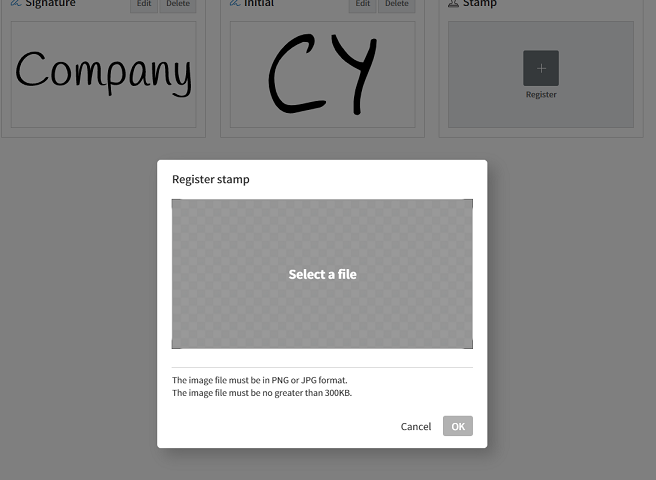 Signature
Edit
Delete
Initial
Edit
Delete
Stamp
Company
CY
Register
Register stamp
Select a file
The image file must be in PNG or JPG format.
The image file must be no greater than 300KB.
Cancel
OK